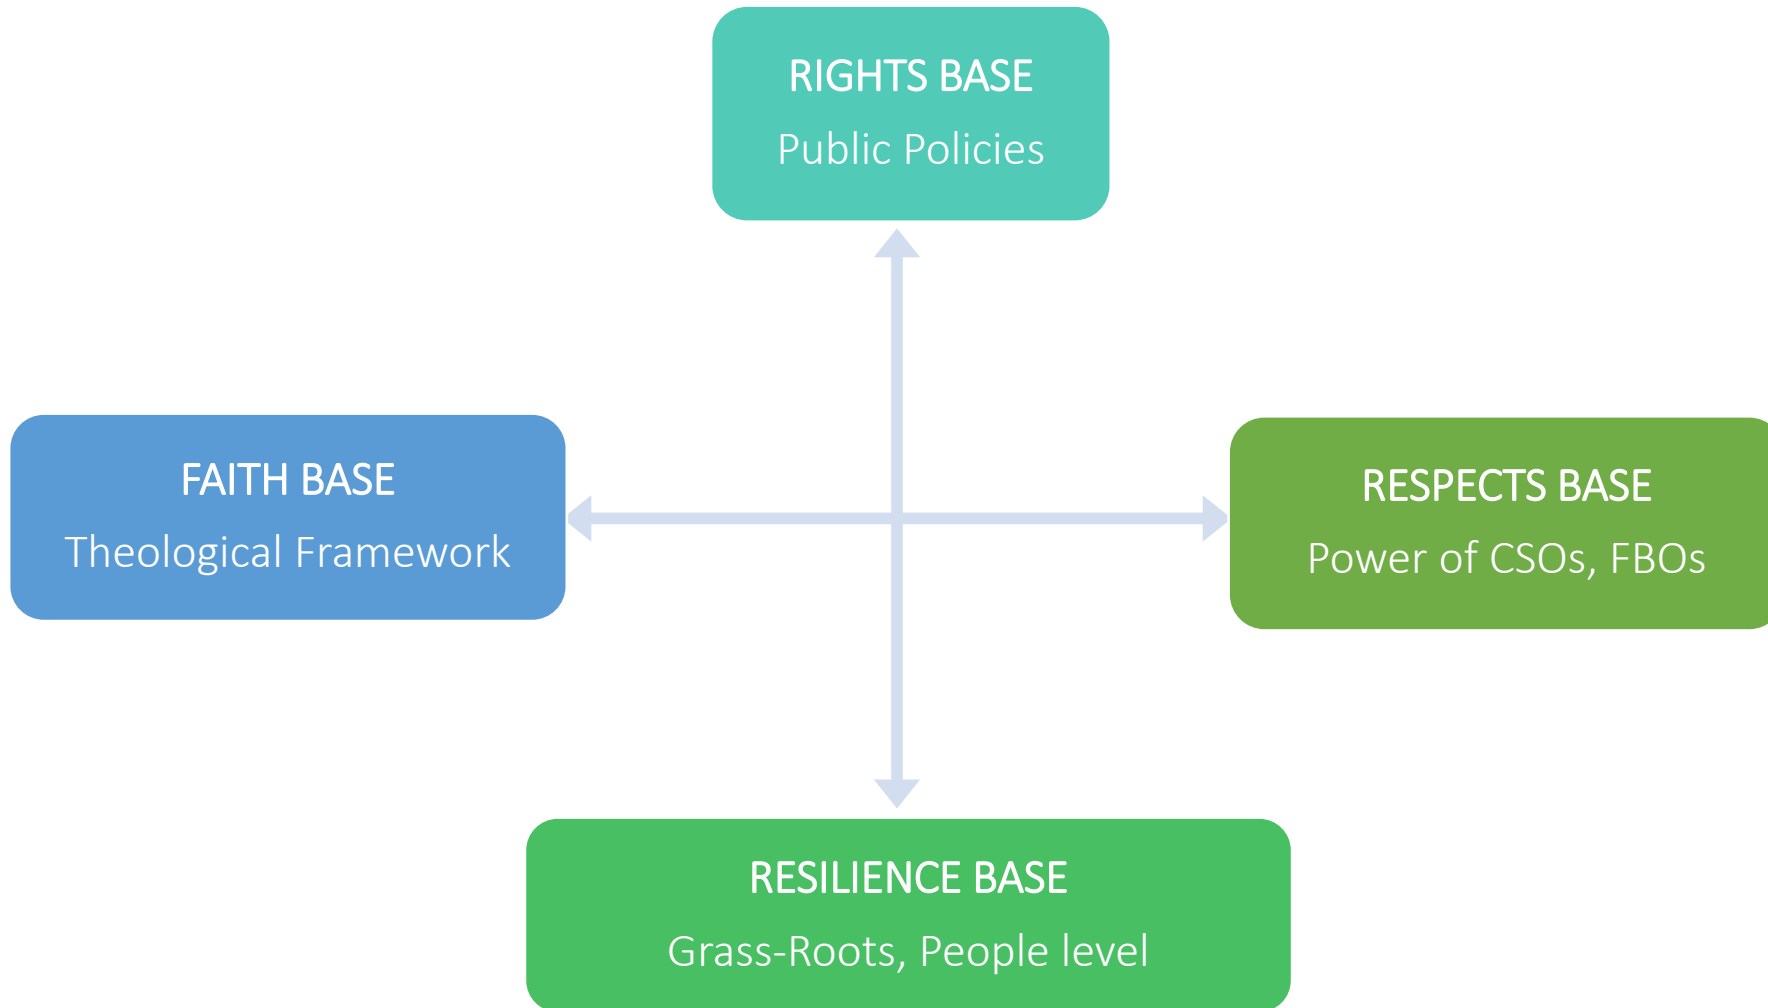 RIGHTS BASE
Public Policies
FAITH BASE
Theological Framework
RESPECTS BASE
Power of CSOs, FBOs
RESILIENCE BASE
Grass-Roots, People level